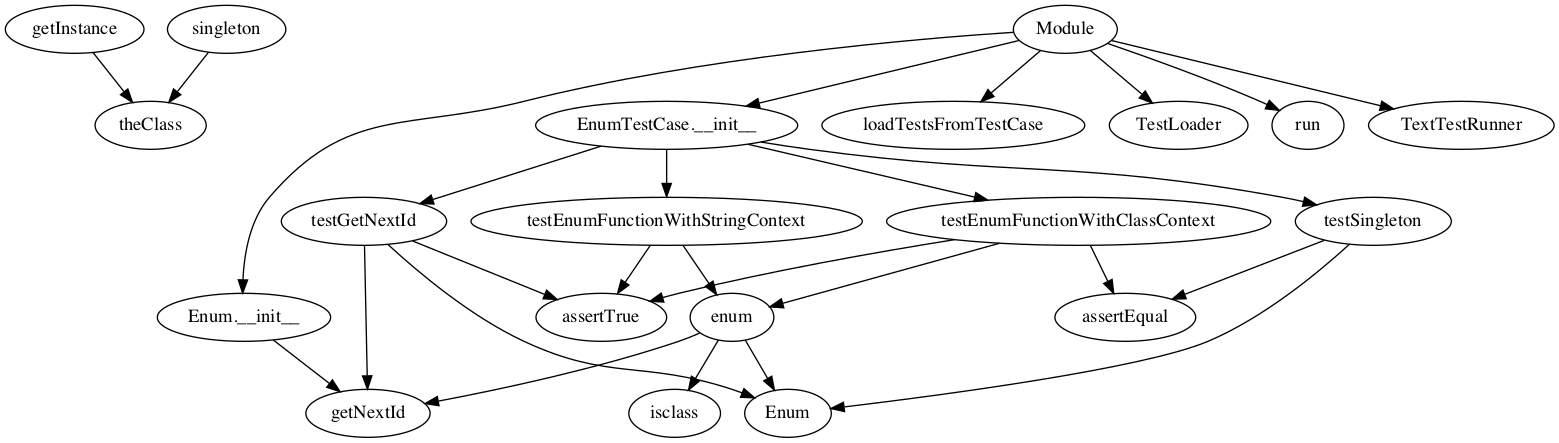 getInstance
singleton
Module
theClass
EnumTestCase.__init__
loadTestsFromTestCase
TestLoader
run
TextTestRunner
testGetNextId
testEnumFunctionWithStringContext
testEnumFunctionWithClassContext
testSingleton
Enum.__init__
assertTrue
enum
assertEqual
getNextId
isclass
Enum